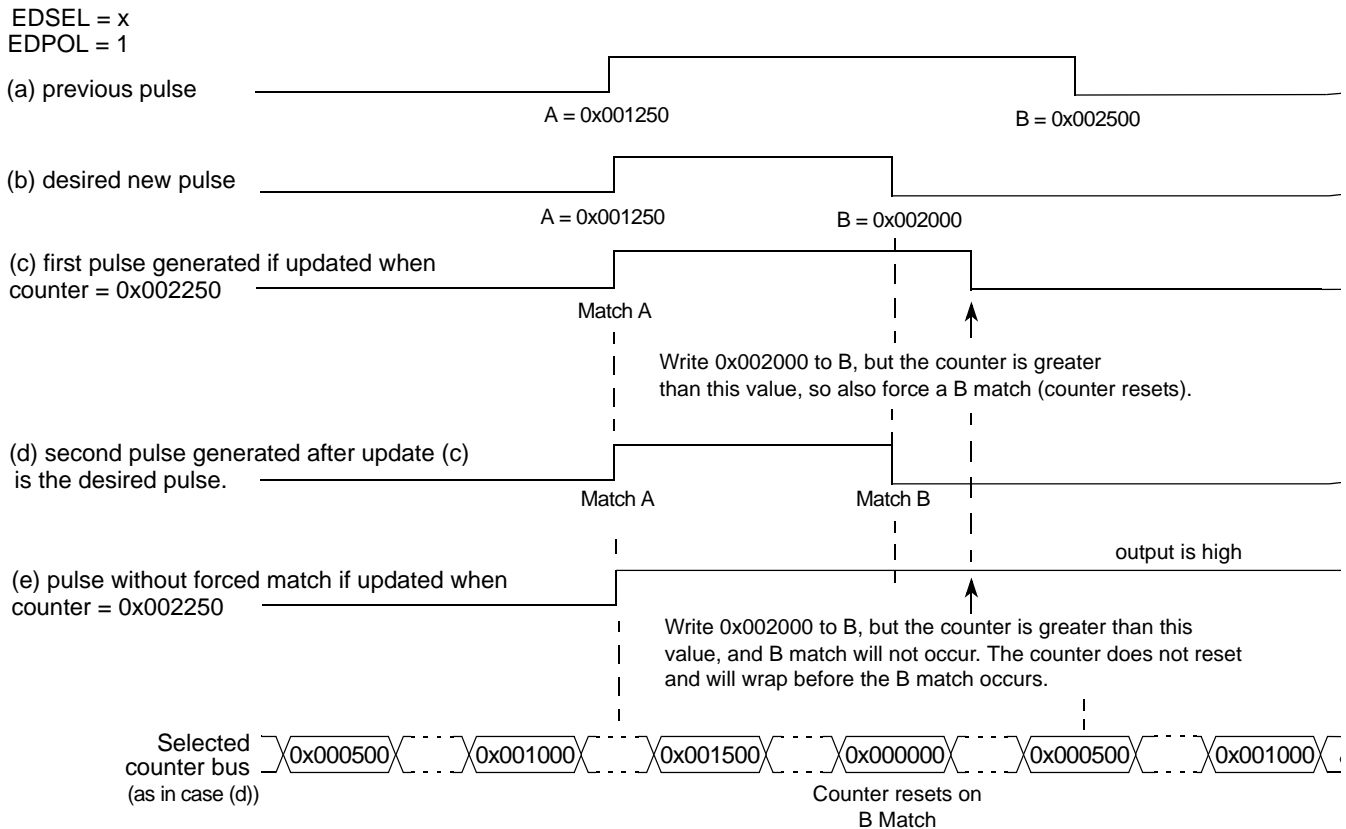 EDSEL = x
EDPOL = 1
(a) previous pulse
A = 0x001250
B = 0x002500
(b) desired new pulse
A = 0x001250
B = 0x002000
(c) first pulse generated if updated when
counter = 0x002250
Match A
Write 0x002000 to B, but the counter is greater
than this value, so also force a B match (counter resets).
(d) second pulse generated after update (c)
is the desired pulse.
Match A
Match B
output is high
(e) pulse without forced match if updated when
counter = 0x002250
Write 0x002000 to B, but the counter is greater than this
value, and B match will not occur. The counter does not reset
and will wrap before the B match occurs.
Selected
counter bus
(as in case (d))
0x000500
0x001000
0x001500
0x000000
0x000500
0x001000
Counter resets on
B Match